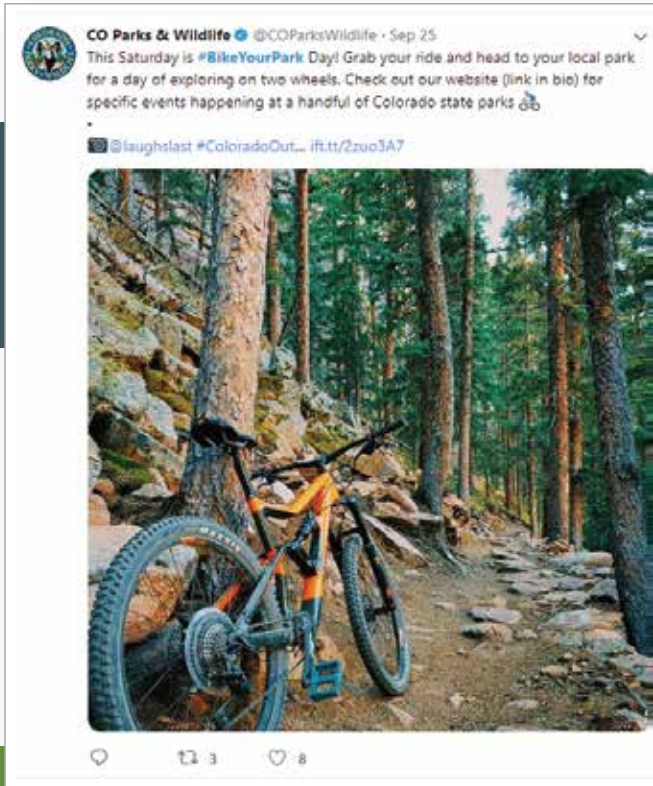 CO Parks & Wildlife @COParksWildlife · Sep 25
This Saturday is #BikeYourPark Day! Grab your ride and head to your local park
for a day of exploring on two wheels. Check out our website (link in bio) for
specific events happening at a handful of Colorado state parks 🚲
•
📷@laughslast #ColoradoOut... ift.tt/2zuo3A7
MAXXIS
3 8